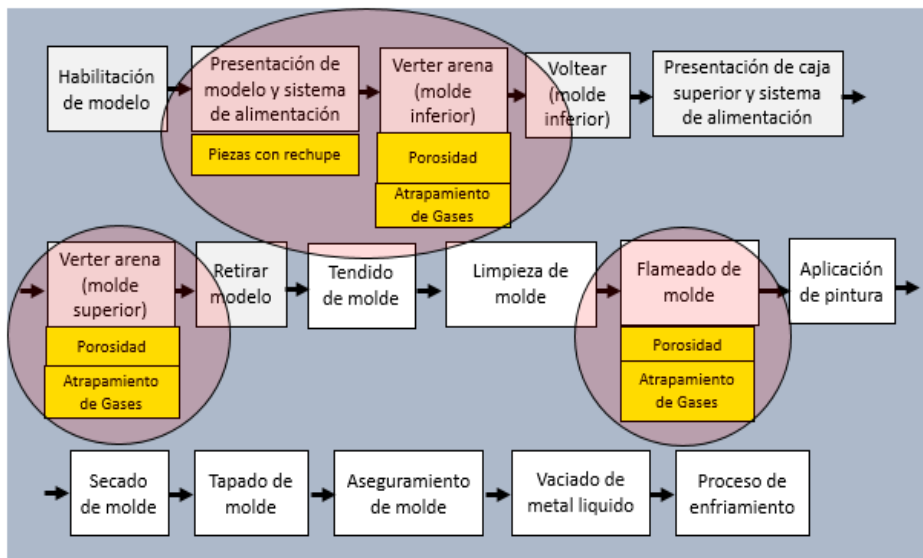 Habilitación
de modelo
Presentación de
modelo y sistema
de alimentación
Piezas con rechupe
Verter arena
(molde
inferior)
Porosidad
Atrapamiento
de Gases
Voltear
(molde
inferior)
Presentación de caja
superior y sistema
de alimentación
Verter arena
(molde
superior)
Porosidad
Atrapamiento
de Gases
Retirar
modelo
Tendido
de molde
Limpieza de
molde
Flameado de
molde
Porosidad
Atrapamiento
de Gases
Aplicación
de pintura
Secado
de molde
Tapado de
molde
Aseguramiento
de molde
Vaciado de
metal liquido
Proceso de
enfriamiento